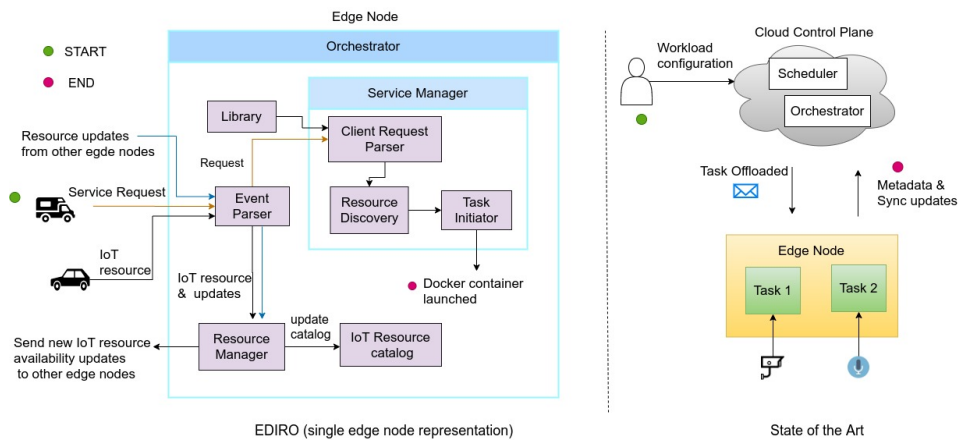 Edge Node
Orchestrator
START
END
Service Manager
Library
Client Request
Parser
Resource updates
from other egde nodes
Request
Service Request
Event
Parser
Resource
Discovery
Task
Initiator
IoT
resource
IoT resource
& updates
Docker container
launched
update
catalog
Resource
Manager
IoT Resource
catalog
Send new IoT resource
availability updates
to other edge nodes
EDIRO (single edge node representation)
Cloud Control Plane
Workload
configuration
Scheduler
Orchestrator
Task Offloaded
Metadata &
Sync updates
Edge Node
Task 1
Task 2
State of the Art